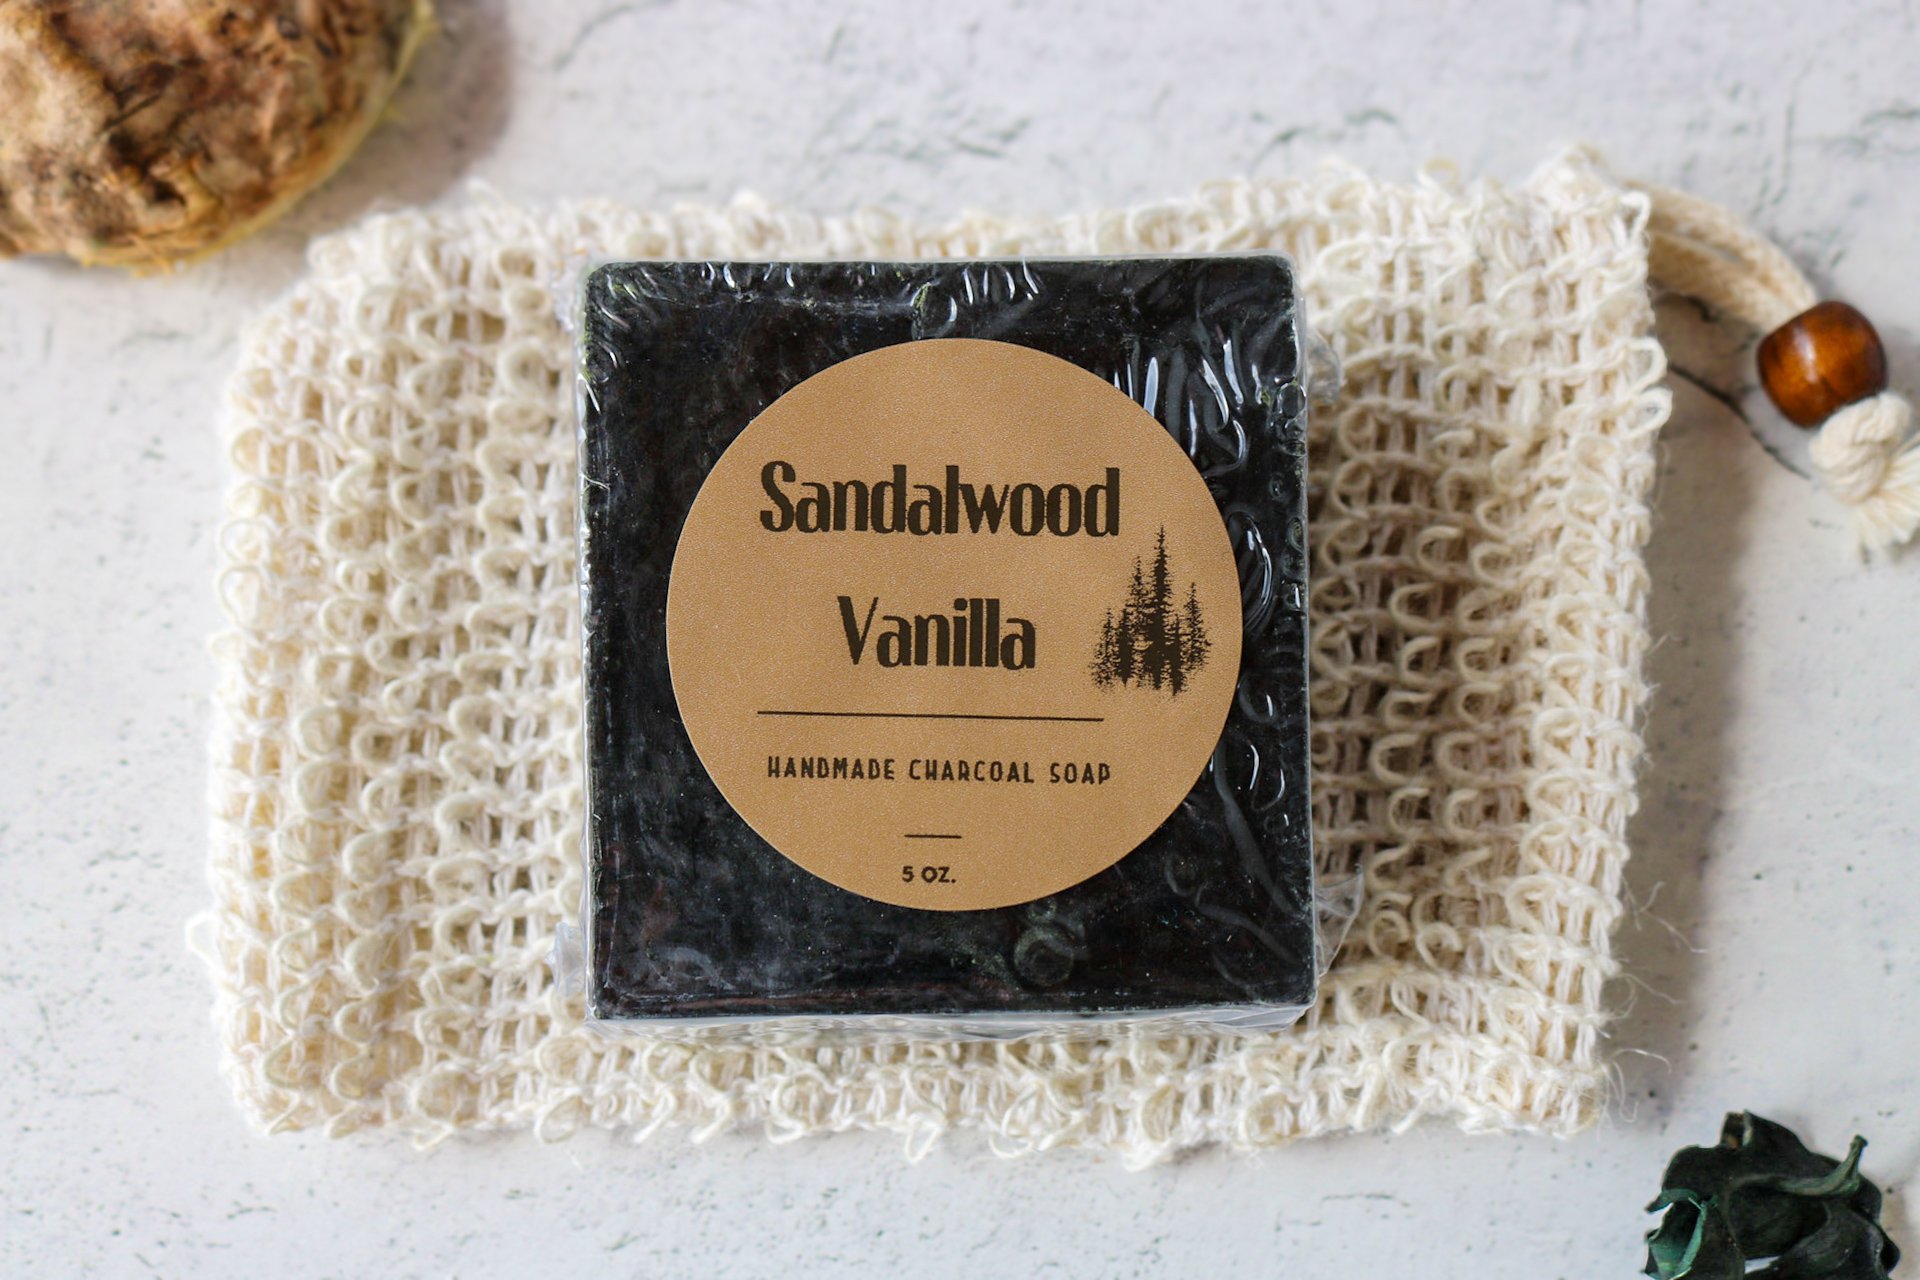 Sandalwood
Vanilla
HANDMADE CHARCOAL SOAP
5 OZ.